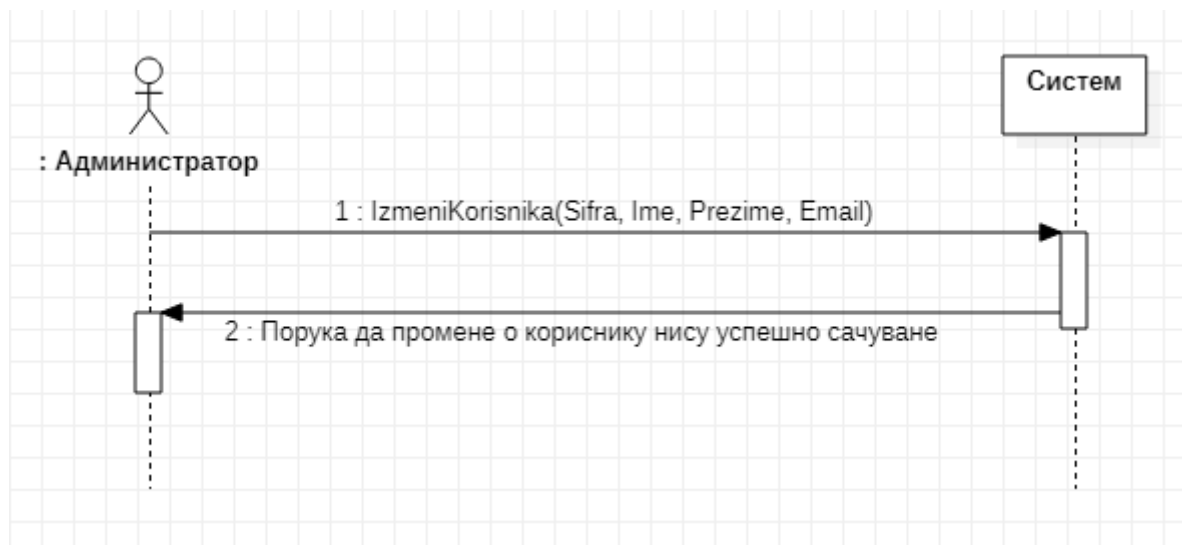 Систем
: Администратор
1 : IzmeniKorisnika(Sifra, Ime, Prezime, Email)
2 : Порука да промене о кориснику нису успешно сачуване